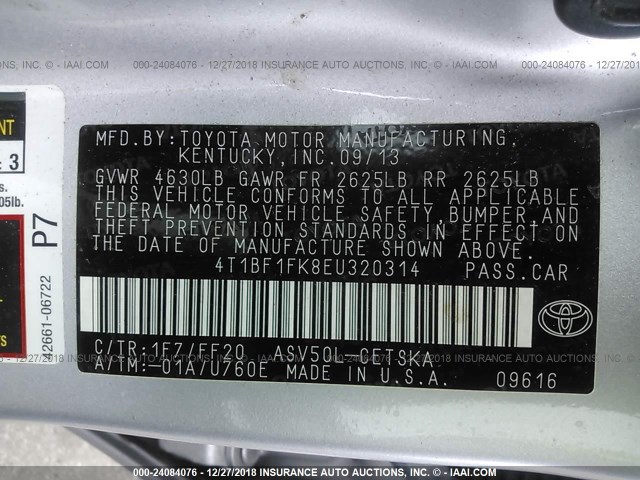 000-24084076 - 12/27/2018 INSURANCE AUTO AUCTIONS, INC. - IAAI.COM
MFD.BY:TOYOTA MOTOR MANUFACTURING,
KENTUCKY,INC.09/13
GVWR 4630LB GAWR FR 2625LB RR 2625LB
THIS VEHICLE CONFORMS TO ALL APPLICABLE
FEDERAL MOTOR VEHICLE SAFETY,BUMPER,AND
THEFT PREVENTION STANDARDS IN EFFECT ON
THE DATE OF MANUFACTURE SHOWN ABOVE.
4T1BF1FK8EU320314 PASS.CAR
C/TR:1F7/FF20 ASV50L-CETSKA
A/TM:-01A/U760E MADE IN U.S.A.
09616
P7
42661-06722
3
000-24084076 - 12/27/2018 INSURANCE AUTO AUCTIONS, INC. - IAAI.COM